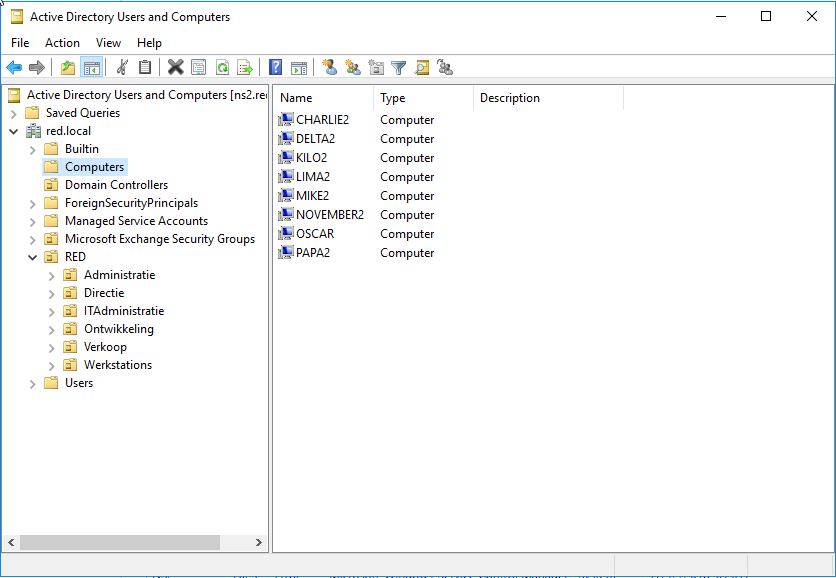 Active Directory Users and Computers
File Action View Help
Active Directory Users and Computers [ns2.re
Saved Queries
red.local
Builtin
Computers
Domain Controllers
ForeignSecurityPrincipals
Managed Service Accounts
Microsoft Exchange Security Groups
RED
Administratie
Directie
ITAdministratie
Ontwikkeling
Verkoop
Werkstations
Users
Name Type Description
CHARLIE2 Computer
DELTA2 Computer
KILO2 Computer
LIMA2 Computer
MIKE2 Computer
NOVEMBER2 Computer
OSCAR Computer
PAPA2 Computer